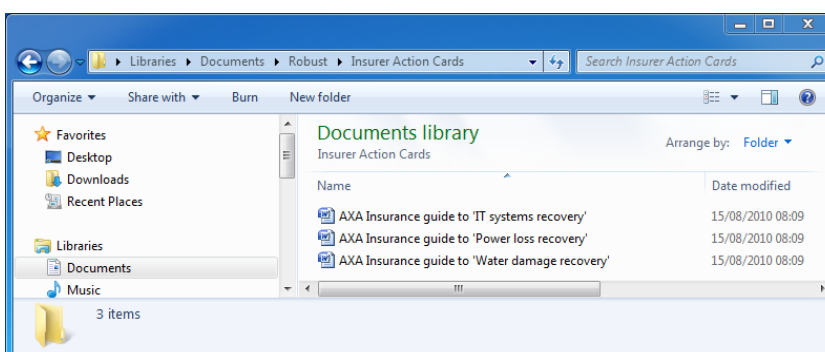 Libraries Documents Robust Insurer Action Cards Search Insurer Action Cards
Organize Share with Burn New folder
Favorites
Desktop
Downloads
Recent Places
Libraries
Documents
Music
Documents library
Insurer Action Cards
Arrange by: Folder
Name Date modified
AXA Insurance guide to 'IT systems recovery' 15/08/2010 08:09
AXA Insurance guide to 'Power loss recovery' 15/08/2010 08:09
AXA Insurance guide to 'Water damage recovery' 15/08/2010 08:09
3 items